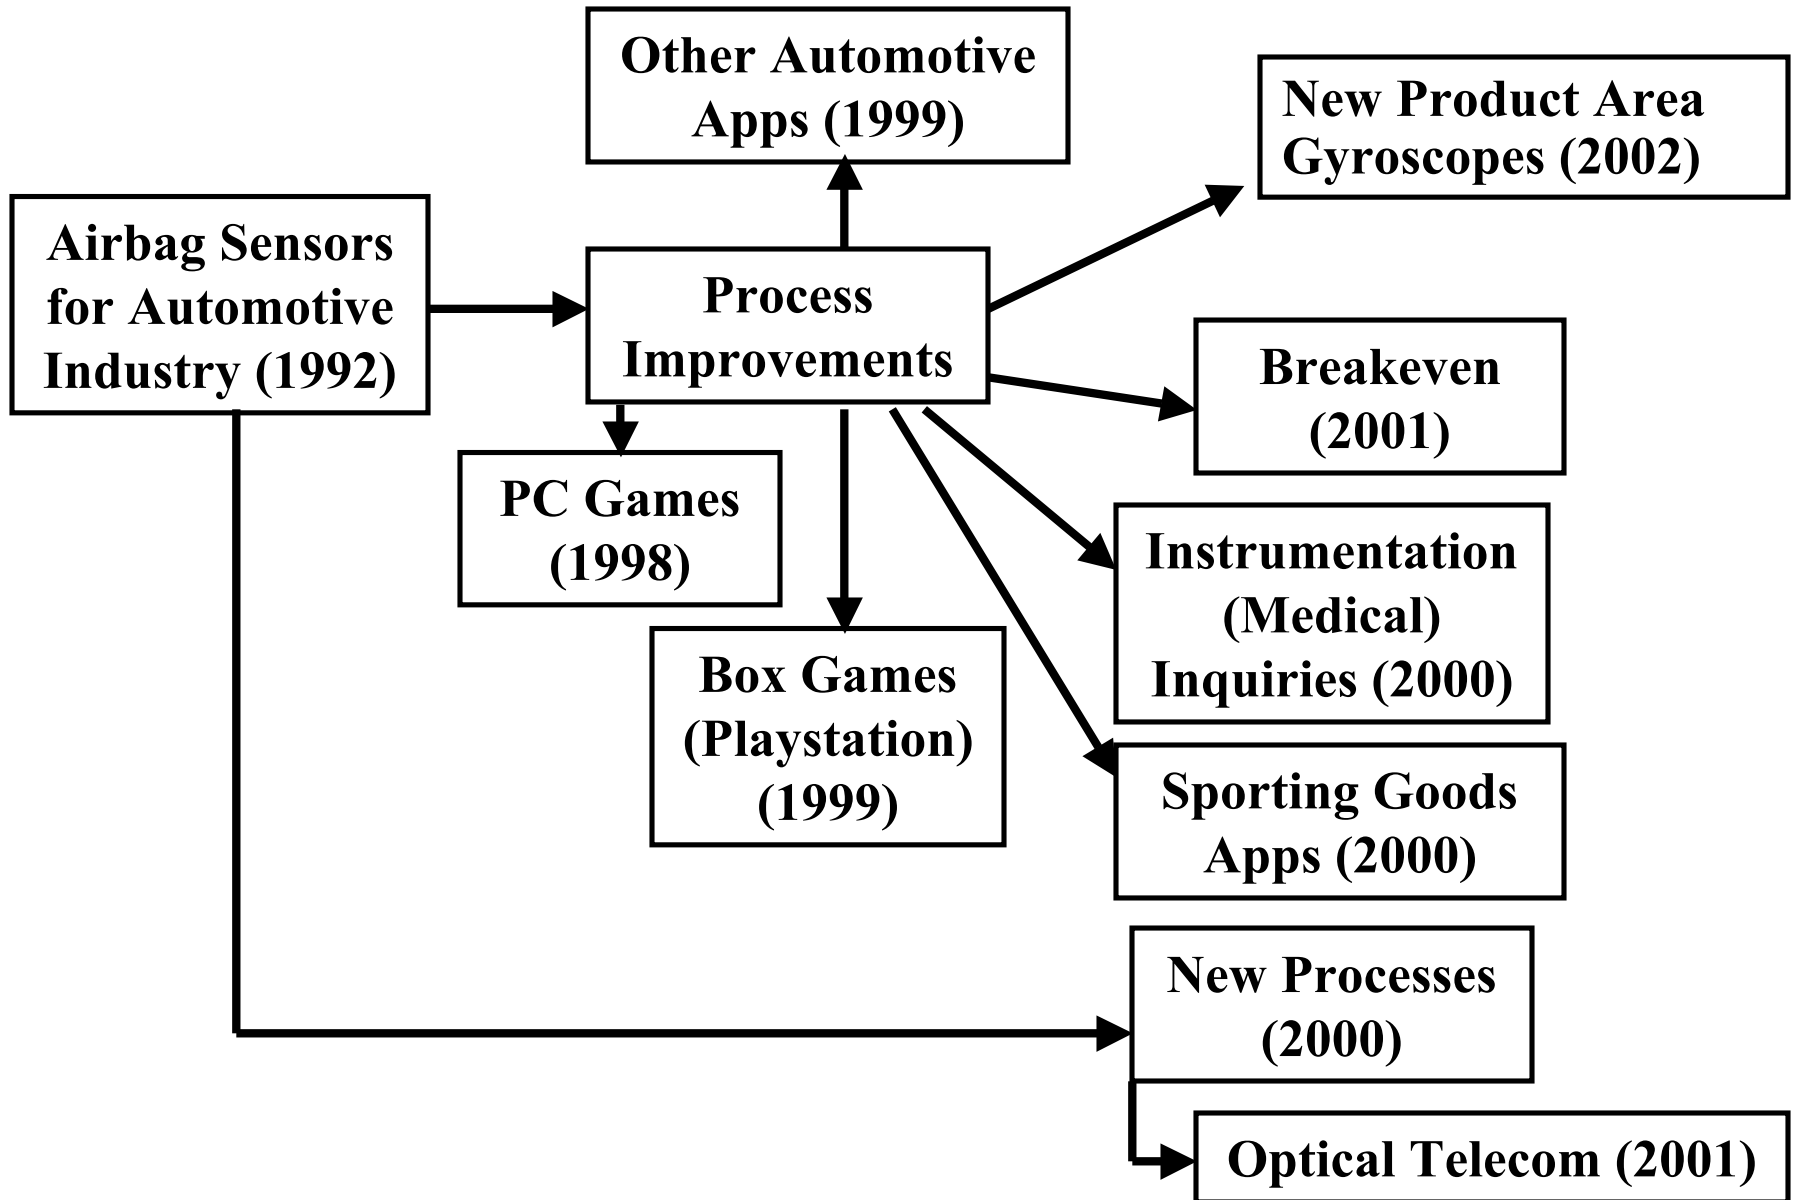 Other Automotive
Apps (1999)
New Product Area
Gyroscopes (2002)
Airbag Sensors
for Automotive
Industry (1992)
Process
Improvements
Breakeven
(2001)
PC Games
(1998)
Instrumentation
(Medical)
Inquiries (2000)
Box Games
(Playstation)
(1999)
Sporting Goods
Apps (2000)
New Processes
(2000)
Optical Telecom (2001)